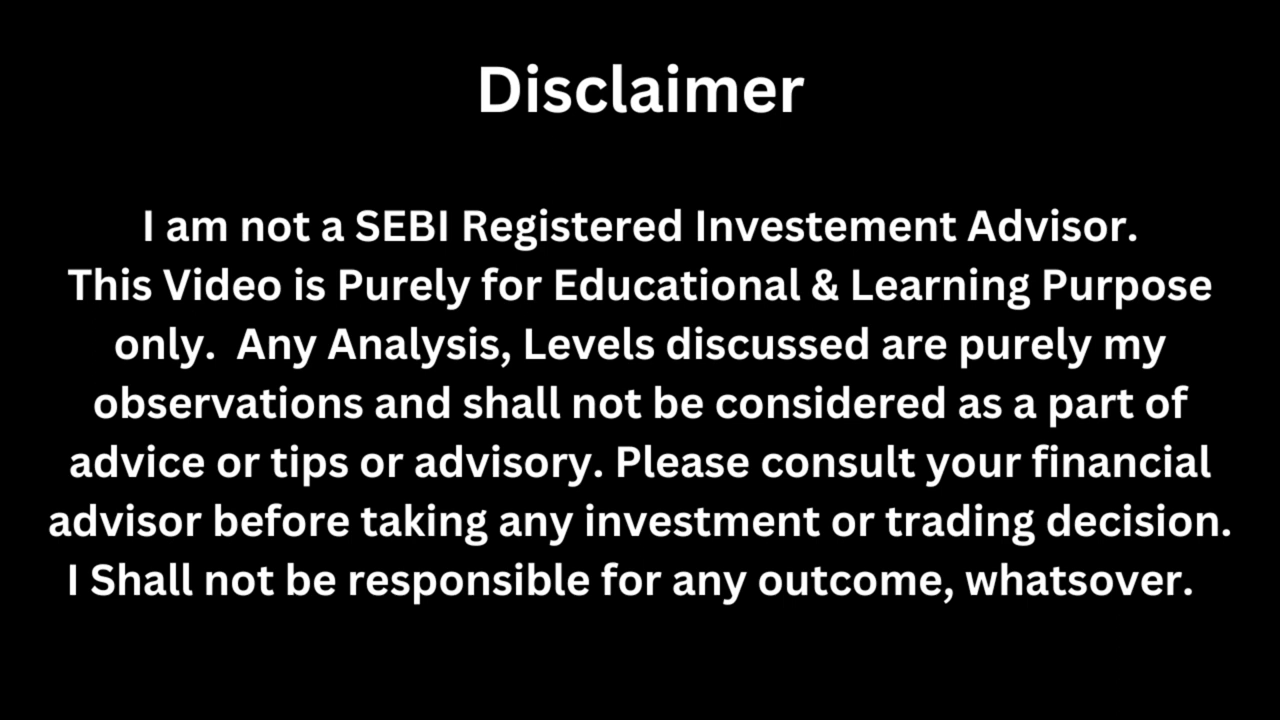 Disclaimer
I am not a SEBI Registered Investement Advisor.
This Video is Purely for Educational & Learning Purpose
only.  Any Analysis, Levels discussed are purely my
observations and shall not be considered as a part of
advice or tips or advisory. Please consult your financial
advisor before taking any investment or trading decision.
I Shall not be responsible for any outcome, whatsover.